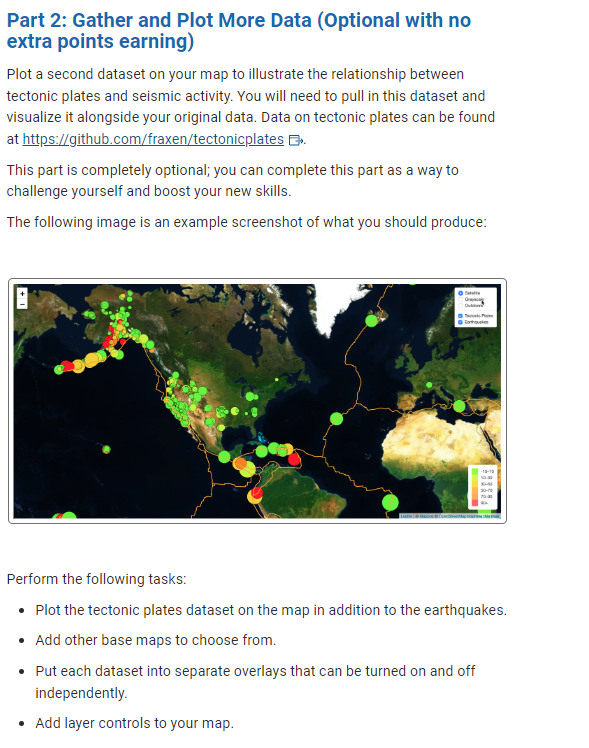 Part 2: Gather and Plot More Data (Optional with no
extra points earning)
Plot a second dataset on your map to illustrate the relationship between
tectonic plates and seismic activity. You will need to pull in this dataset and
visualize it alongside your original data. Data on tectonic plates can be found
at https://github.com/fraxen/tectonicplates.
This part is completely optional; you can complete this part as a way to
challenge yourself and boost your new skills.
The following image is an example screenshot of what you should produce:
+
−
Satellite
Grayscale
Outdoors
Tectonic Plates
Earthquakes
-10-10
10-30
30-50
50-70
70-90
90+
Perform the following tasks:
• Plot the tectonic plates dataset on the map in addition to the earthquakes.
• Add other base maps to choose from.
• Put each dataset into separate overlays that can be turned on and off
independently.
• Add layer controls to your map.